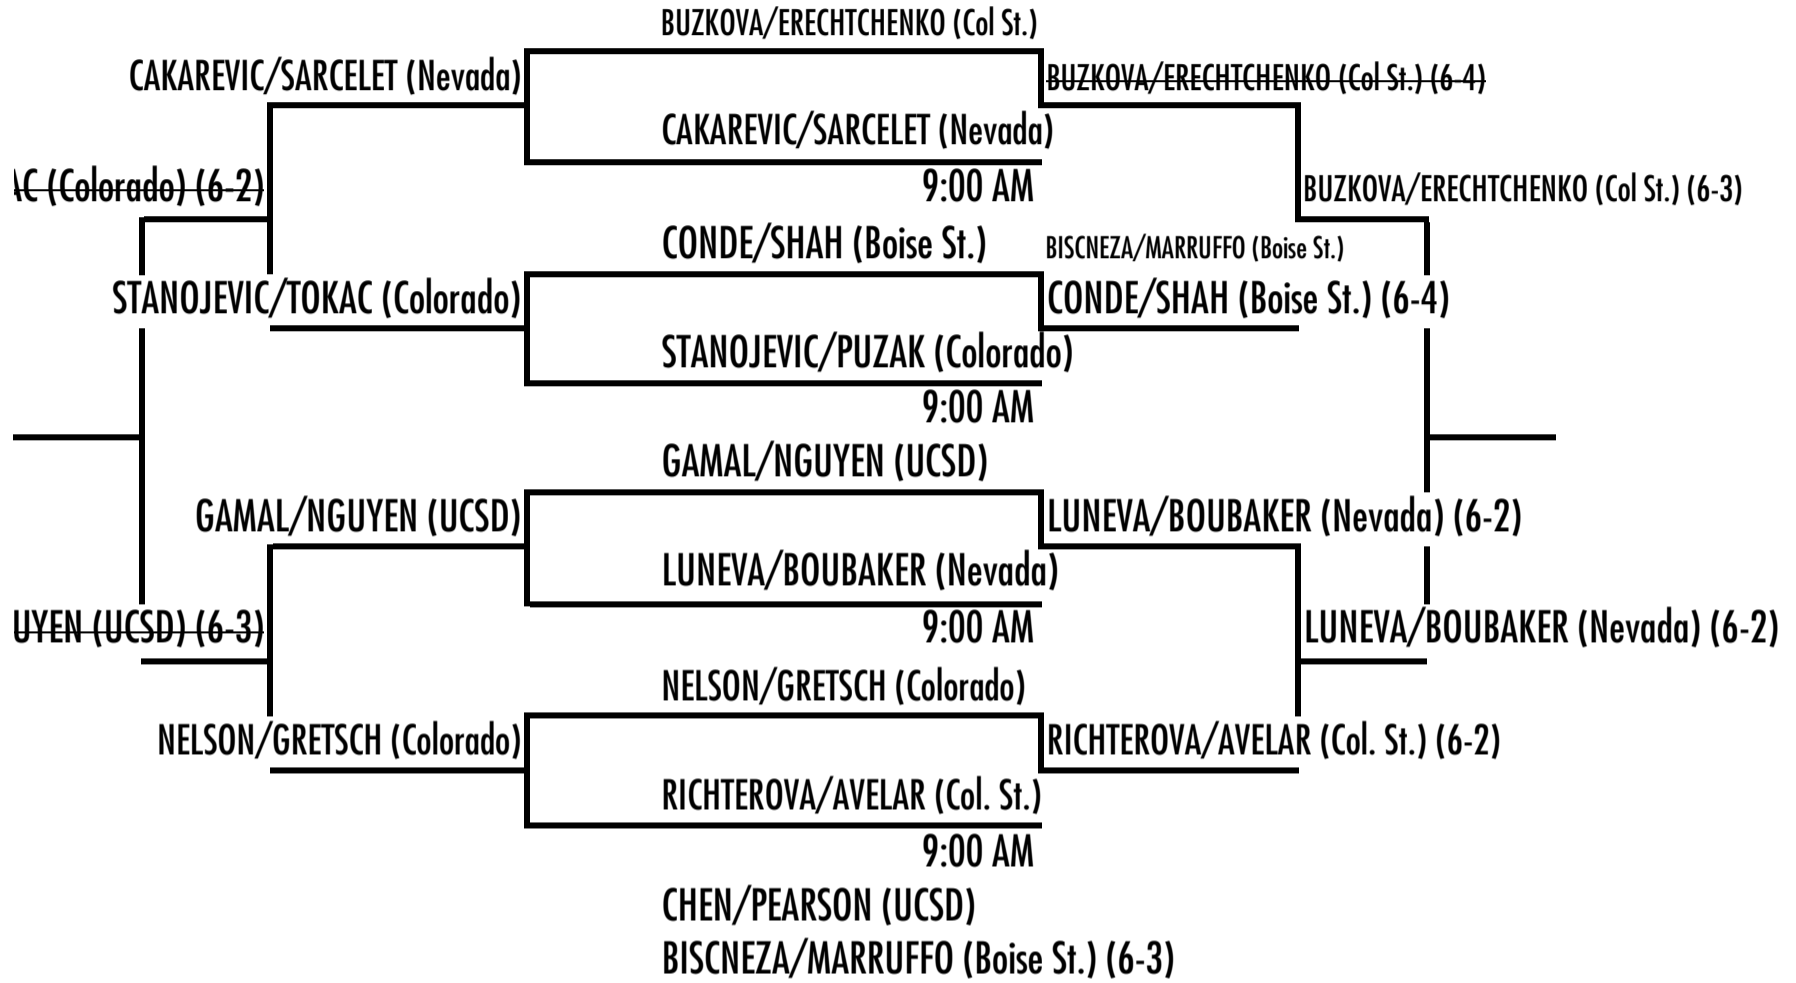 BUZKOVA/ERECHTCHENKO (Col St.)
CAKAREVIC/SARCELET (Nevada)
BUZKOVA/ERECHTCHENKO (Col St.) (6-4)
CAKAREVIC/SARCELET (Nevada)
AC (Colorado) (6-2)
9:00 AM
BUZKOVA/ERECHTCHENKO (Col St.) (6-3)
CONDE/SHAH (Boise St.)
BISCNEZA/MARRUFFO (Boise St.)
STANOJEVIC/TOKAC (Colorado)
CONDE/SHAH (Boise St.) (6-4)
STANOJEVIC/PUZAK (Colorado)
9:00 AM
GAMAL/NGUYEN (UCSD)
GAMAL/NGUYEN (UCSD)
LUNEVA/BOUBAKER (Nevada) (6-2)
LUNEVA/BOUBAKER (Nevada)
UYEN (UCSD) (6-3)
9:00 AM
LUNEVA/BOUBAKER (Nevada) (6-2)
NELSON/GRETSCH (Colorado)
NELSON/GRETSCH (Colorado)
RICHTEROVA/AVELAR (Col. St.) (6-2)
RICHTEROVA/AVELAR (Col. St.)
9:00 AM
CHEN/PEARSON (UCSD)
BISCNEZA/MARRUFFO (Boise St.) (6-3)